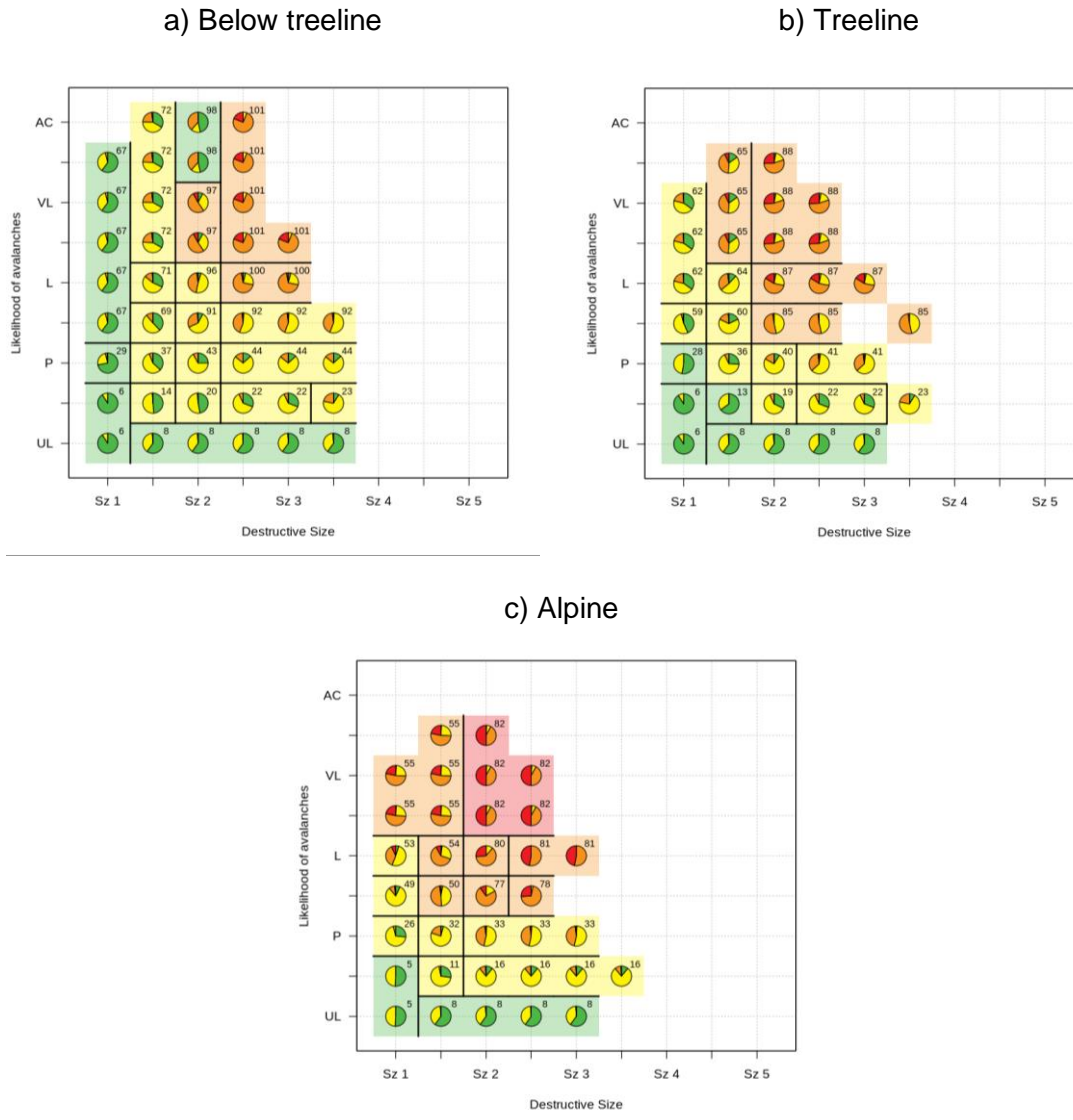 a) Below treeline
b) Treeline
AC
72 98 101
67 72 98 101
VL
67 72 97 101
67 72 97 101 101
L
67 71 96 100 100
67 69 91 92 92 92
P
29 37 43 44 44 44
6 14 20 22 22 23
UL
6 8 8 8 8 8
Likelihood of avalanches
Sz 1 Sz 2 Sz 3 Sz 4 Sz 5
Destructive Size
AC
65 88
VL
62 65 88 88
62 65 88 88
L
62 64 87 87 87
59 60 85 85 85
P
28 36 40 41 41
6 13 19 22 22 23
UL
6 8 8 8 8
Likelihood of avalanches
Sz 1 Sz 2 Sz 3 Sz 4 Sz 5
Destructive Size
c) Alpine
AC
55 82
VL
55 55 82 82
55 55 82 82
L
53 54 80 81 81
49 50 77 78
P
26 32 33 33 33
5 11 16 16 16 16
UL
5 8 8 8 8
Likelihood of avalanches
Sz 1 Sz 2 Sz 3 Sz 4 Sz 5
Destructive Size